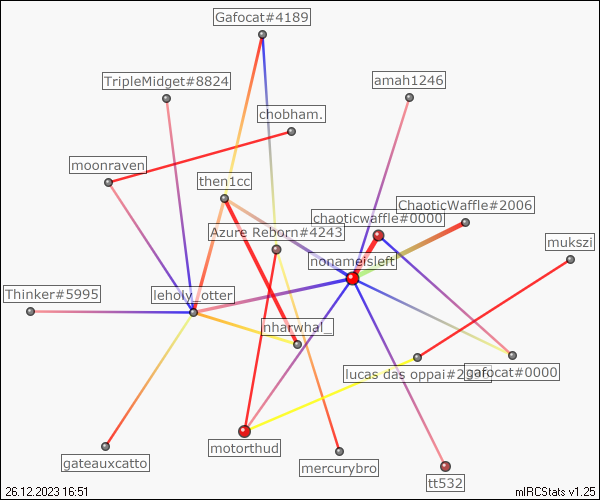 Gafocat#4189
TripleMidget#8824
amah1246
chobham.
moonraven
then1cc
ChaoticWaffle#2006
chaoticwaffle#0000
Azure Reborn#4243
mukszi
nonameisleft
Thinker#5995
leholy_otter
nharwhal_
lucas das oppai
gafocat#0000
motorthud
gateauxcatto
mercurybro
tt532
26.12.2023 16:51
mIRCStats v1.25